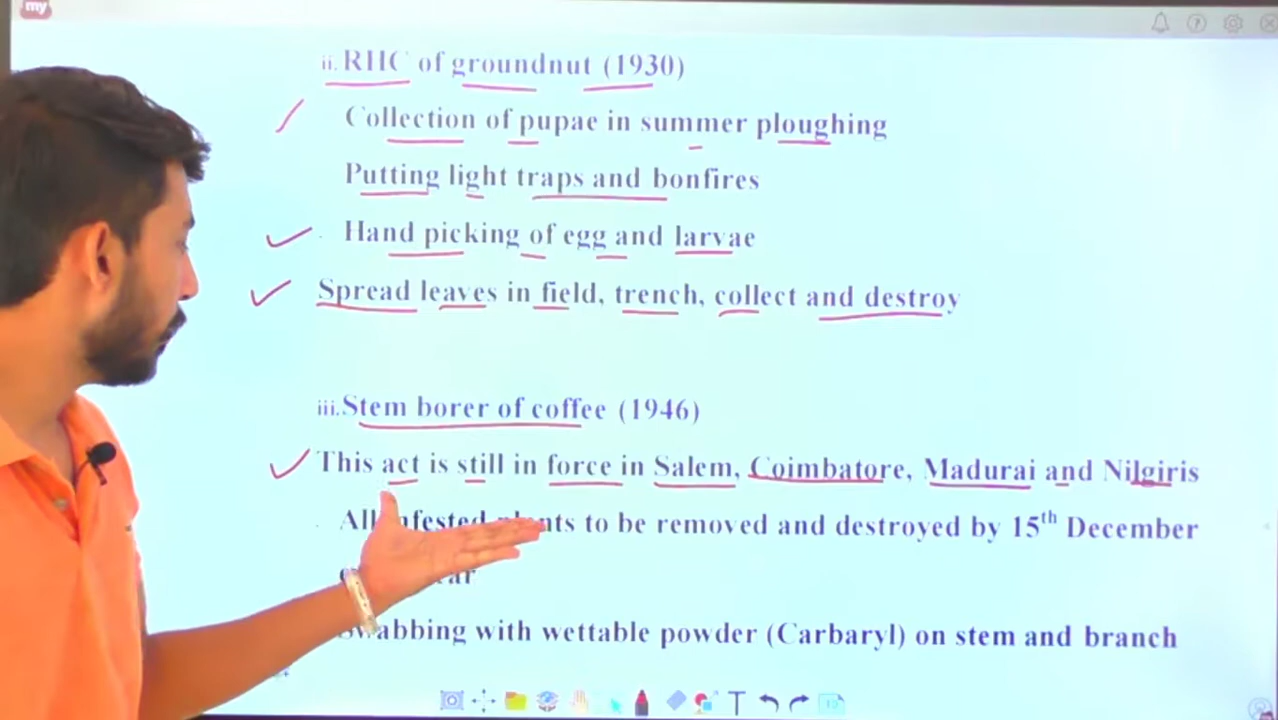 my
ii. RHC of groundnut (1930)
Collection of pupae in summer ploughing
Putting light traps and bonfires
Hand picking of egg and larvae
Spread leaves in field, trench, collect and destroy
iii. Stem borer of coffee (1946)
This act is still in force in Salem, Coimbatore, Madurai and Nilgiris
All to be removed and destroyed by 15th December
Swabbing with wettable powder (Carbaryl) on stem and branch
T